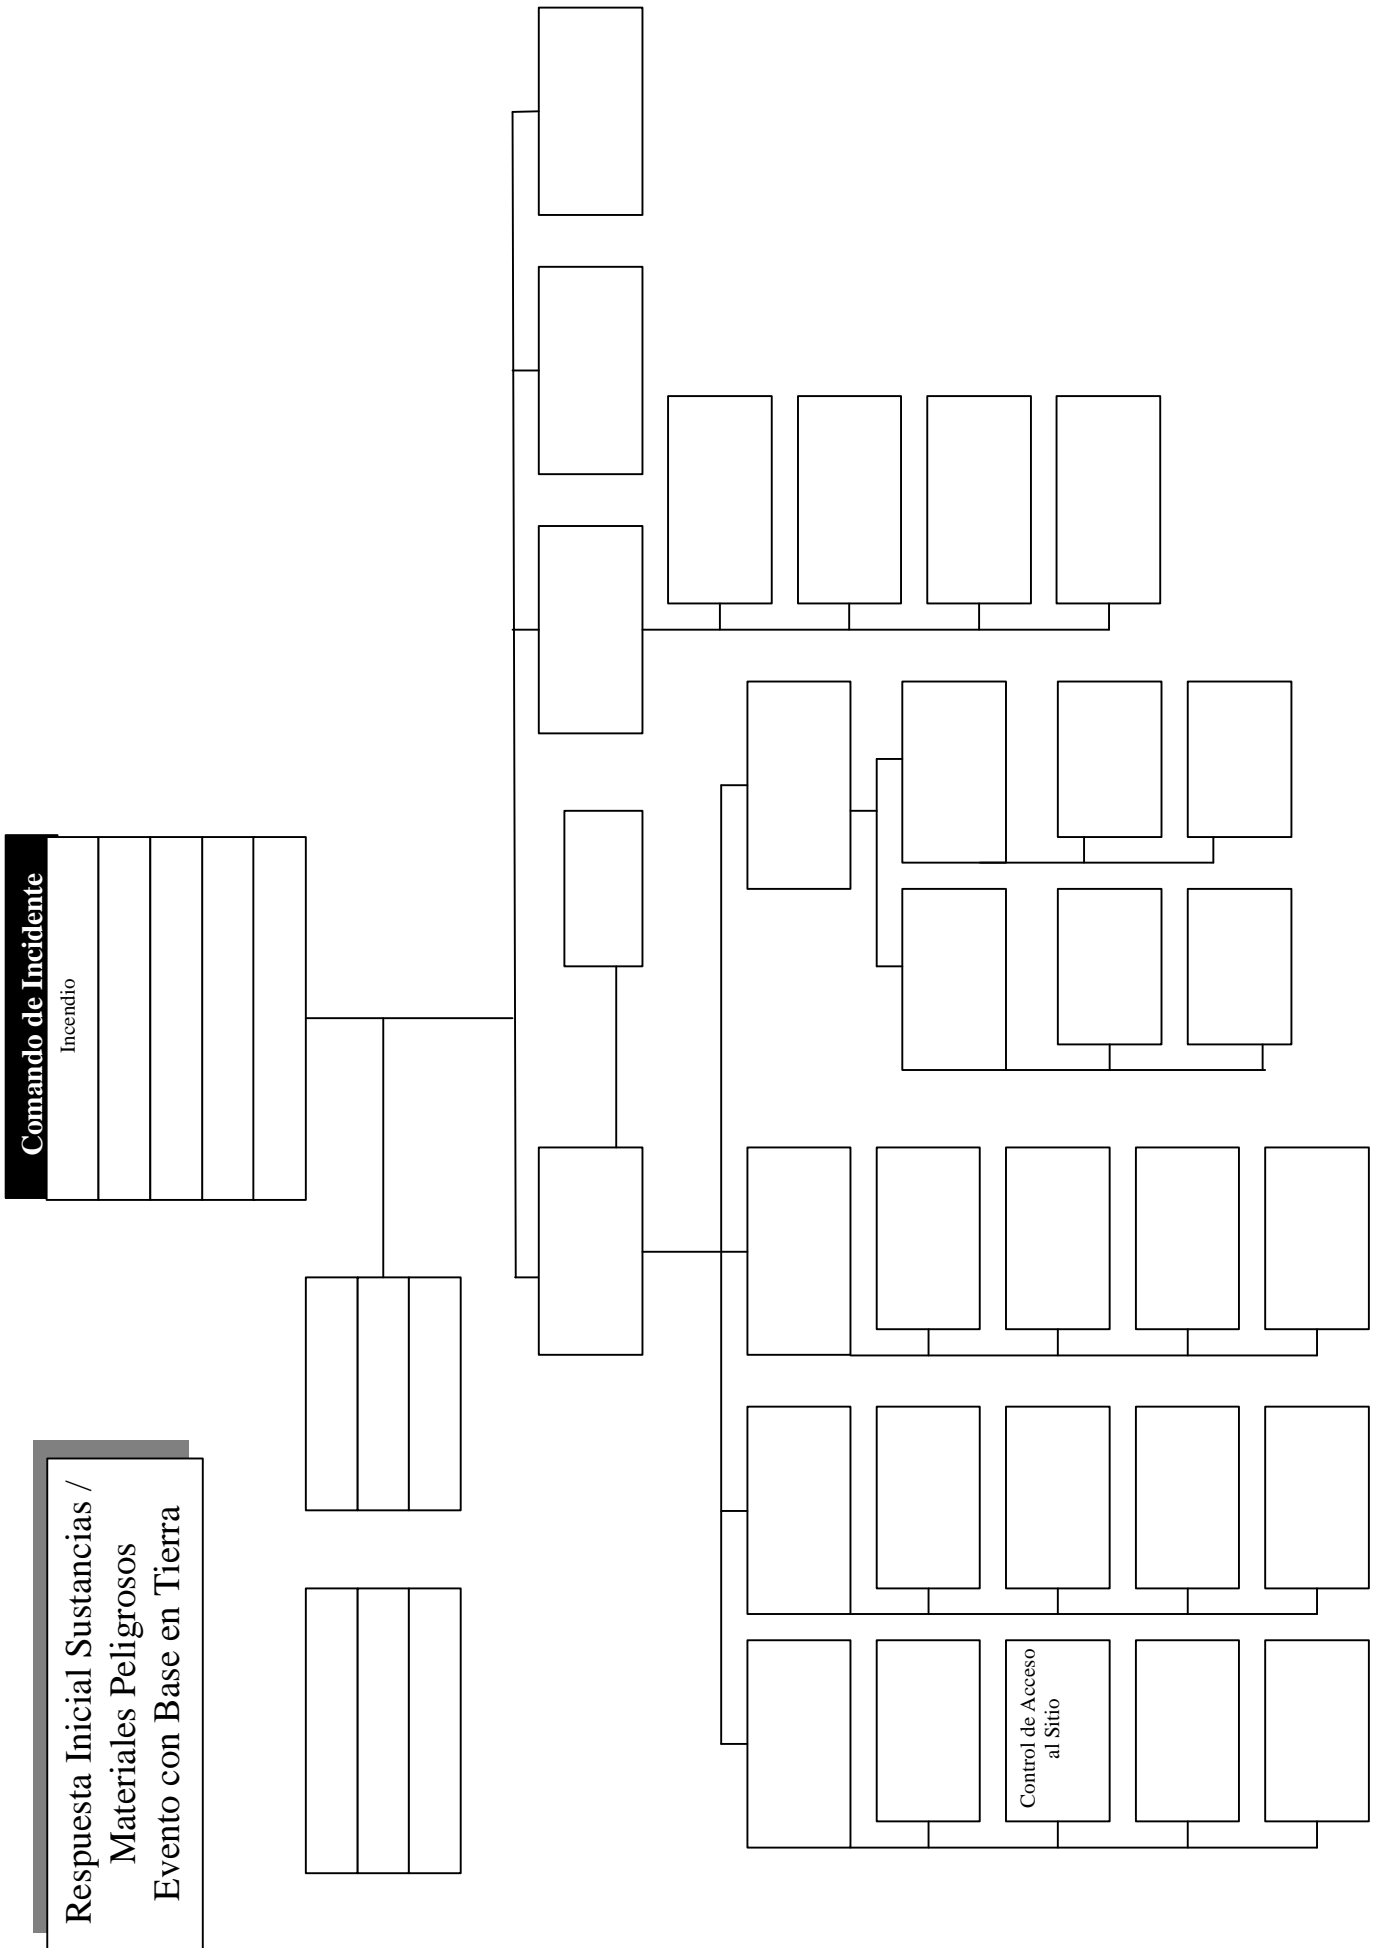 Respuesta Inicial Sustancias /
Materiales Peligrosos
Evento con Base en Tierra
Comando de Incidente
Incendio
Control de Acceso
al Sitio